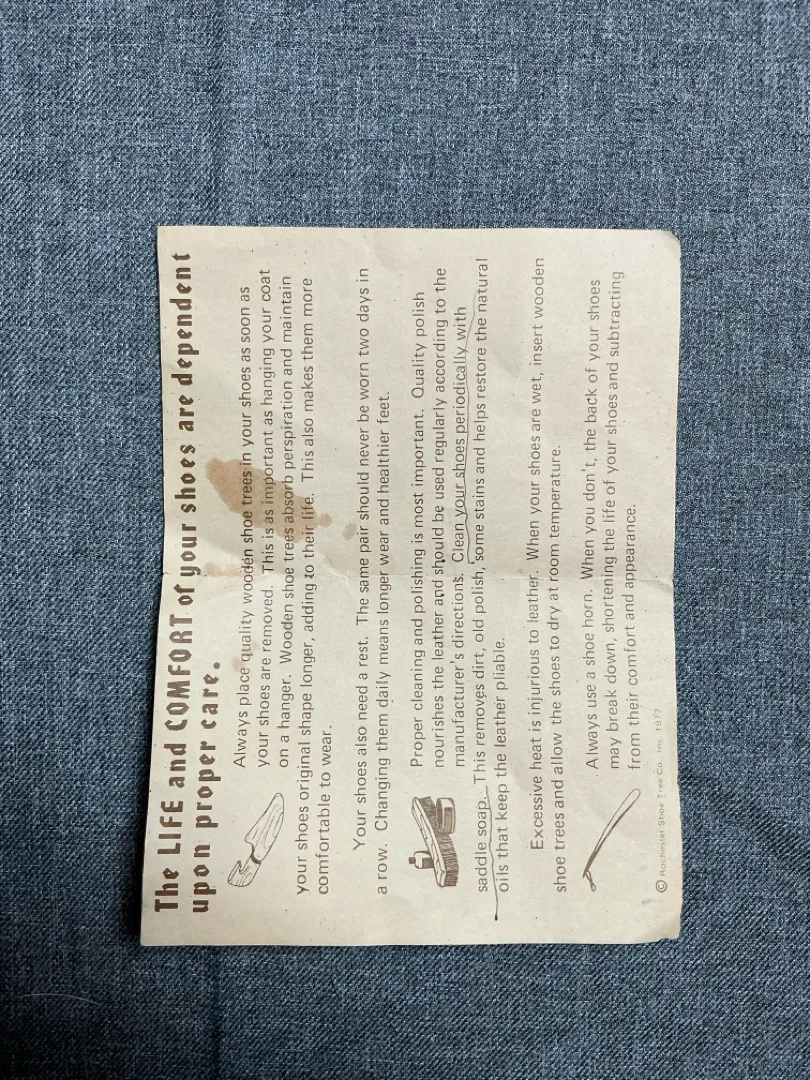 The LIFE and COMFORT of your shoes are dependent
upon proper care.
Always place quality wooden shoe trees in your shoes as soon as
your shoes are removed. This is as important as hanging your coat
on a hanger. Wooden shoe trees absorb perspiration and maintain
your shoes original shape longer, adding to their life. This also makes them more
comfortable to wear.
Your shoes also need a rest. The same pair should never be worn two days in
a row. Changing them daily means longer wear and healthier feet.
Proper cleaning and polishing is most important. Quality polish
nourishes the leather and should be used regularly according to the
manufacturer's directions. Clean your shoes periodically with
saddle soap. This removes dirt, old polish, some stains and helps restore the natural
oils that keep the leather pliable.
Excessive heat is injurious to leather. When your shoes are wet, insert wooden
shoe trees and allow the shoes to dry at room temperature.
Always use a shoe horn. When you don't, the back of your shoes
may break down, shortening the life of your shoes and subtracting
from their comfort and appearance.
© Rochester Shoe Tree Co., Inc. 1977